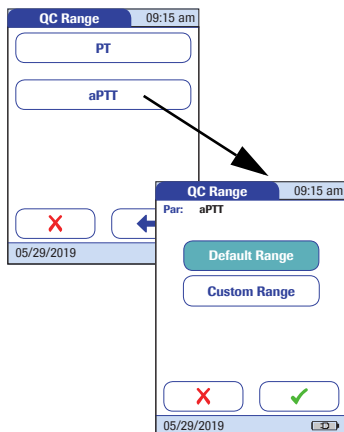 QC Range 09:15 am
PT
aPTT
05/29/2019
QC Range 09:15 am
Par: aPTT
Default Range
Custom Range
05/29/2019